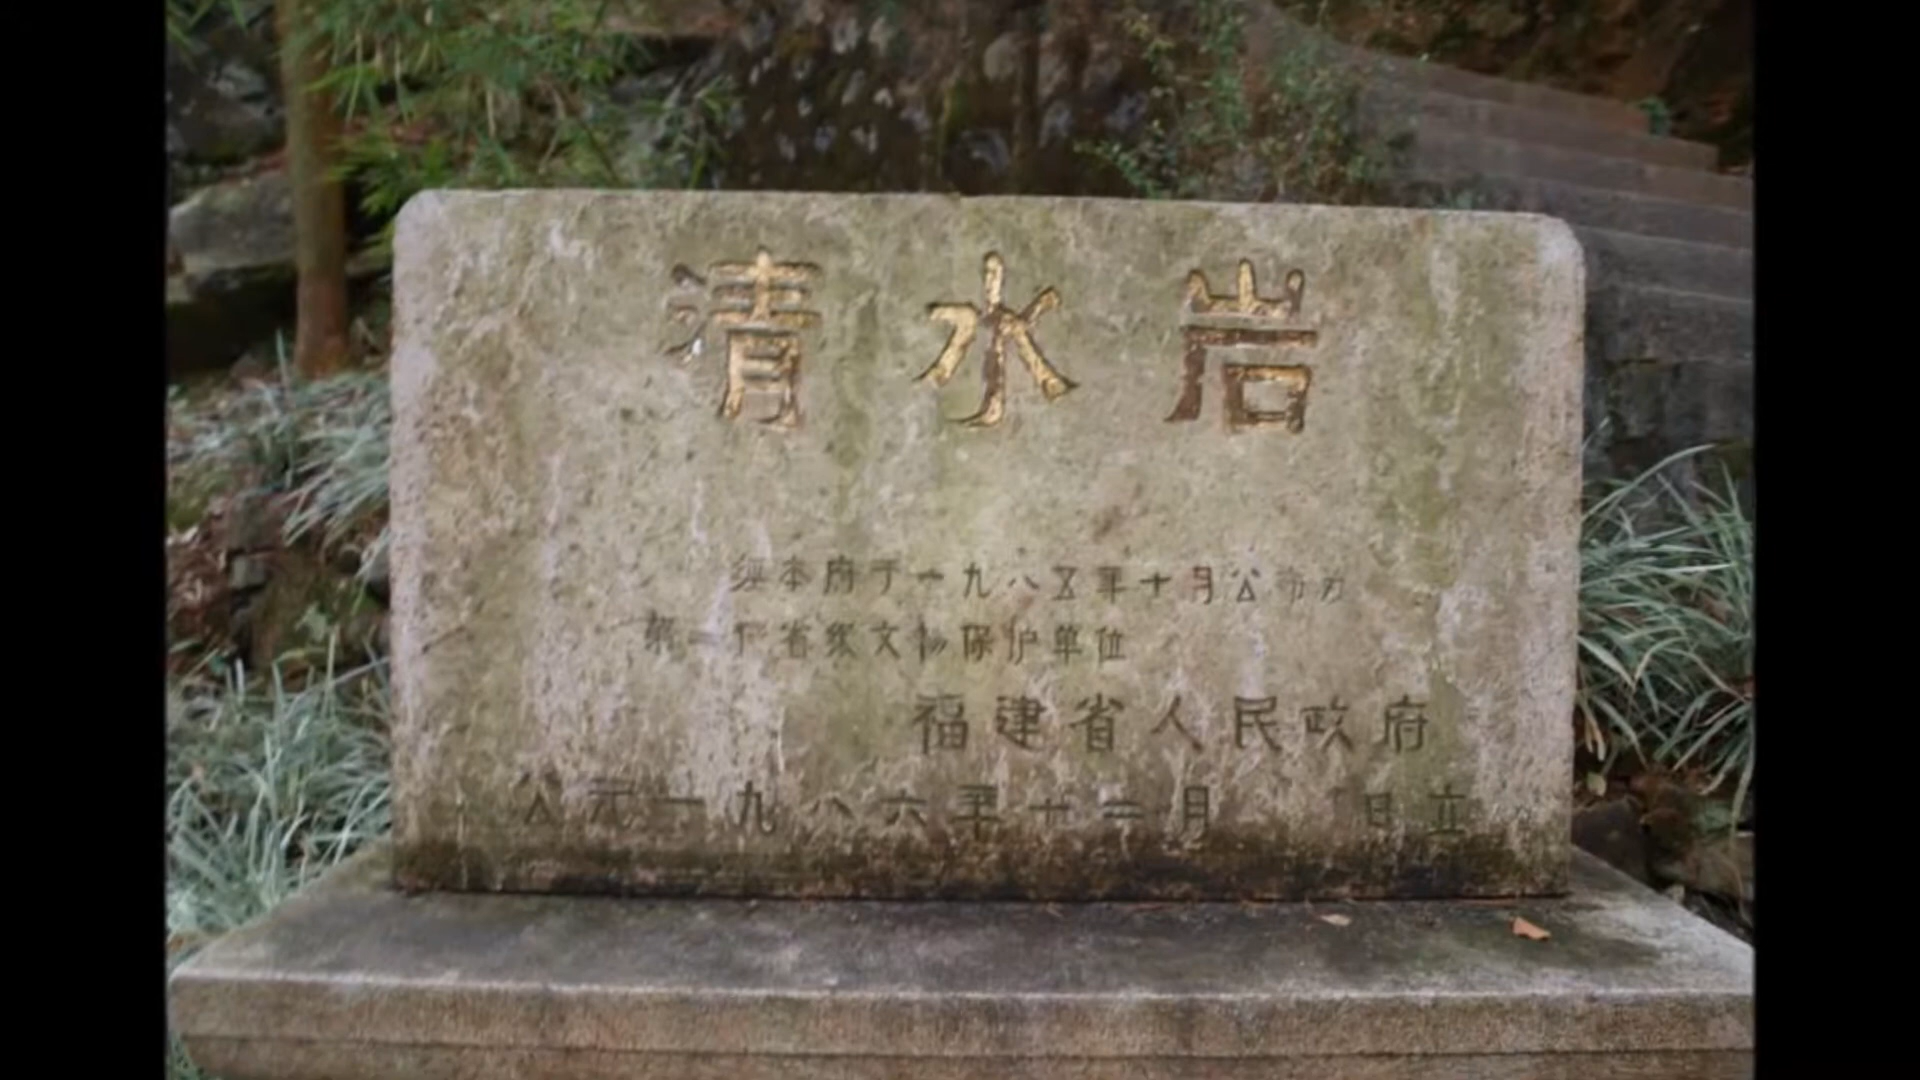 清水岩
经本府于一九八五年十月公布为
第一批省级文物保护单位
福建省人民政府
公元一九八六年十二月 日立